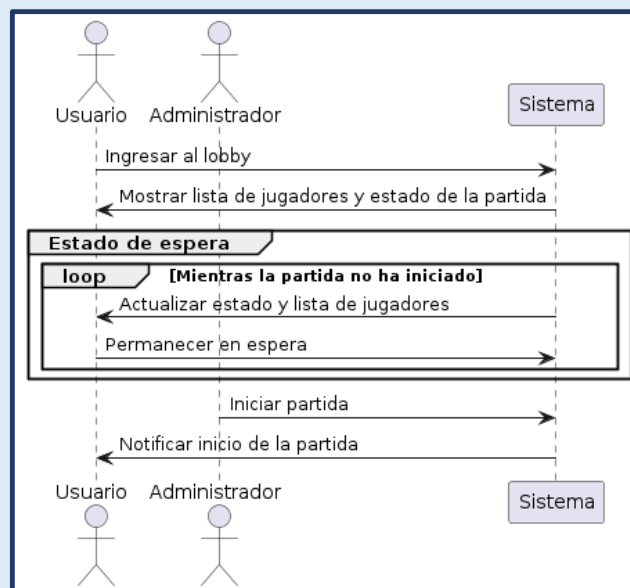 Usuario Administrador Sistema
Ingresar al lobby
Mostrar lista de jugadores y estado de la partida
Estado de espera
loop [Mientras la partida no ha iniciado]
Actualizar estado y lista de jugadores
Permanecer en espera
Iniciar partida
Notificar inicio de la partida
Usuario Administrador Sistema